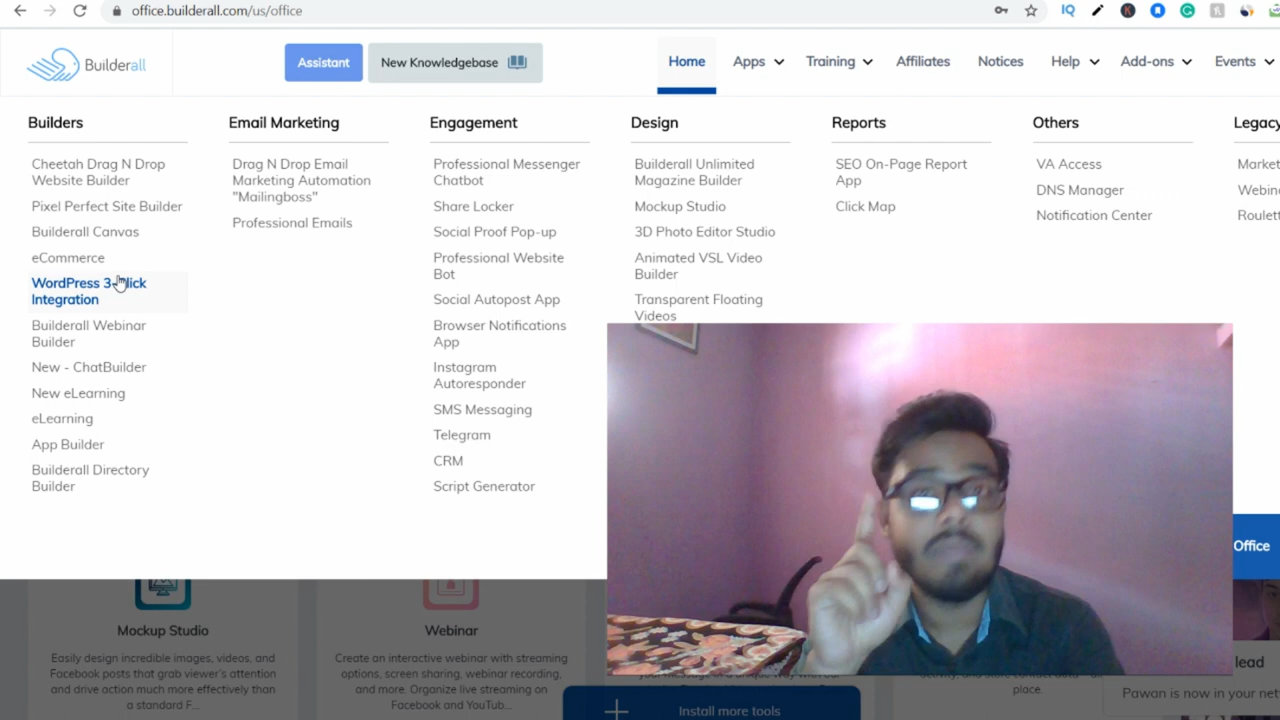 office.builderall.com/us/office
IQ
Builderall
Assistant
New Knowledgebase
Home
Apps
Training
Affiliates
Notices
Help
Add-ons
Events
Builders
Cheetah Drag N Drop
Website Builder
Pixel Perfect Site Builder
Builderall Canvas
eCommerce
WordPress 3-Click
Integration
Builderall Webinar
Builder
New - ChatBuilder
New eLearning
eLearning
App Builder
Builderall Directory
Builder
Email Marketing
Drag N Drop Email
Marketing Automation
"Mailingboss"
Professional Emails
Engagement
Professional Messenger
Chatbot
Share Locker
Social Proof Pop-up
Professional Website
Bot
Social Autopost App
Browser Notifications
App
Instagram
Autoresponder
SMS Messaging
Telegram
CRM
Script Generator
Design
Builderall Unlimited
Magazine Builder
Mockup Studio
3D Photo Editor Studio
Animated VSL Video
Builder
Transparent Floating
Videos
Reports
SEO On-Page Report
App
Click Map
Others
VA Access
DNS Manager
Notification Center
Legacy
Market
Webin
Roulett
Office
Mockup Studio
Easily design incredible images, videos, and
Facebook posts that grab viewer's attention
and drive action much more effectively than
a standard F...
Webinar
Create an interactive webinar with streaming
options, screen sharing, webinar recording,
and more. Organize live streaming on
Facebook and YouTub...
place.
lead
Pawan is now in your net
Install more tools